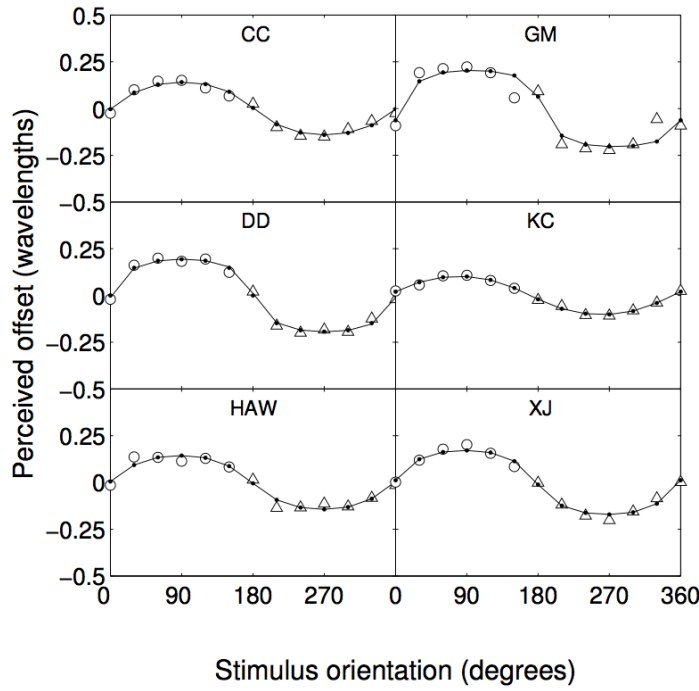 0.5
CC
GM
0.25
0
−0.25
−0.5
DD
KC
0.25
0
−0.25
−0.5
HAW
XJ
0.25
0
−0.25
−0.5
0 90 180 270 0 90 180 270 360
Perceived offset (wavelengths)
Stimulus orientation (degrees)